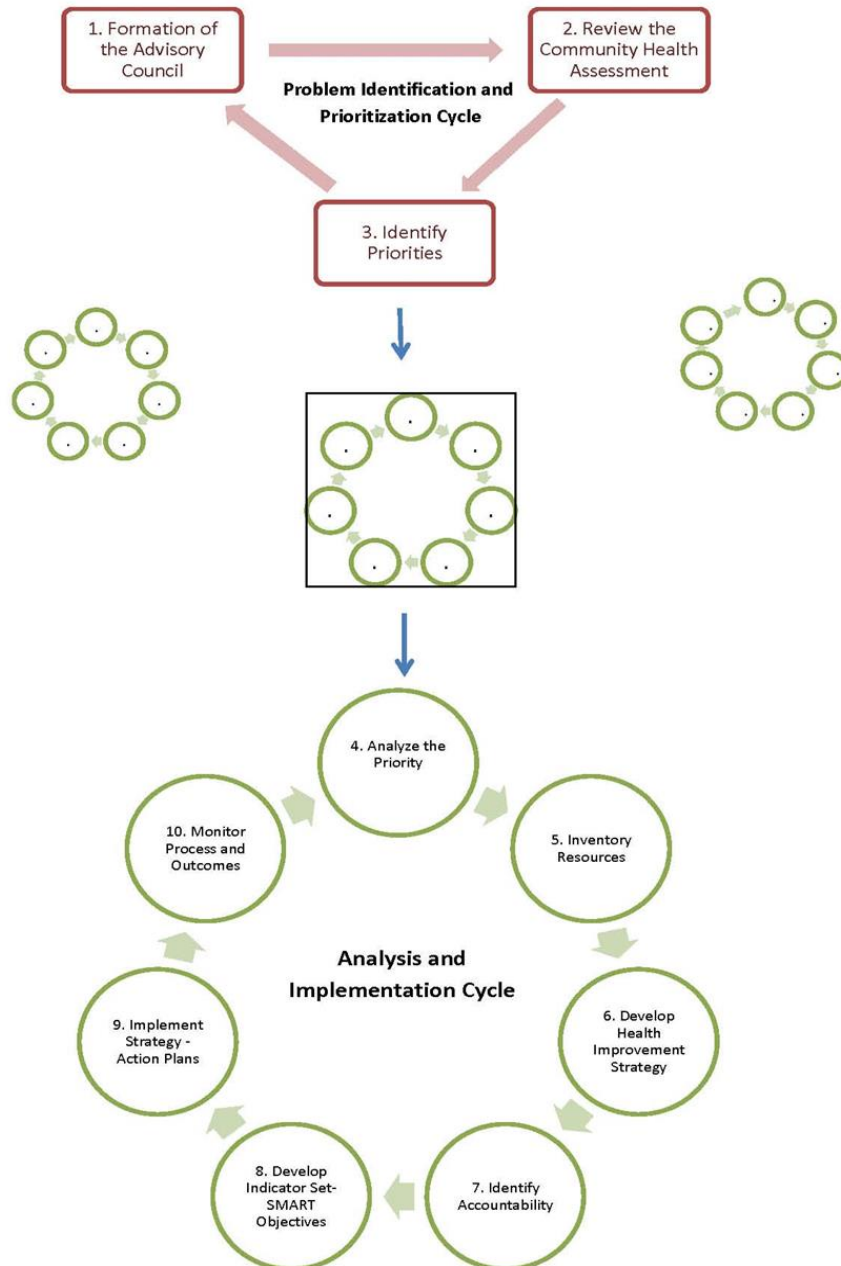 1. Formation of
the Advisory
Council
2. Review the
Community Health
Assessment
Problem Identification and
Prioritization Cycle
3. Identify
Priorities
4. Analyze the
Priority
5. Inventory
Resources
6. Develop
Health
Improvement
Strategy
7. Identify
Accountability
8. Develop
Indicator Set-
SMART
Objectives
9. Implement
Strategy -
Action Plans
10. Monitor
Process and
Outcomes
Analysis and
Implementation Cycle